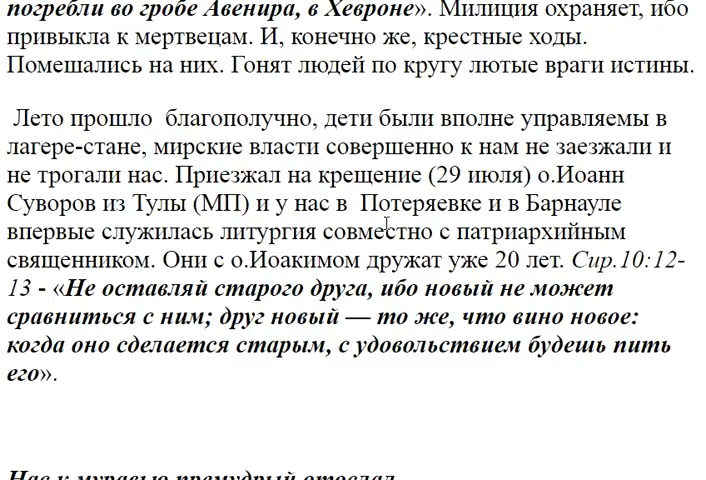 погребли во гробе Авенира, в Хевроне». Милиция охраняет, ибо
привыкла к мертвецам. И, конечно же, крестные ходы.
Помешались на них. Гонят людей по кругу лютые враги истины.
Лето прошло благополучно, дети были вполне управляемы в
лагере-стане, мирские власти совершенно к нам не заезжали и
не трогали нас. Приезжал на крещение (29 июля) о.Иоанн
Суворов из Тулы (МП) и у нас в Потеряевке и в Барнауле
впервые служилась литургия совместно с патриархийным
священником. Они с о.Иоакимом дружат уже 20 лет. Сир.10:12-
13 - «Не оставляй старого друга, ибо новый не может
сравниться с ним; друг новый — то же, что вино новое:
когда оно сделается старым, с удовольствием будешь пить
его».
Нас к муравью премудрый отослал